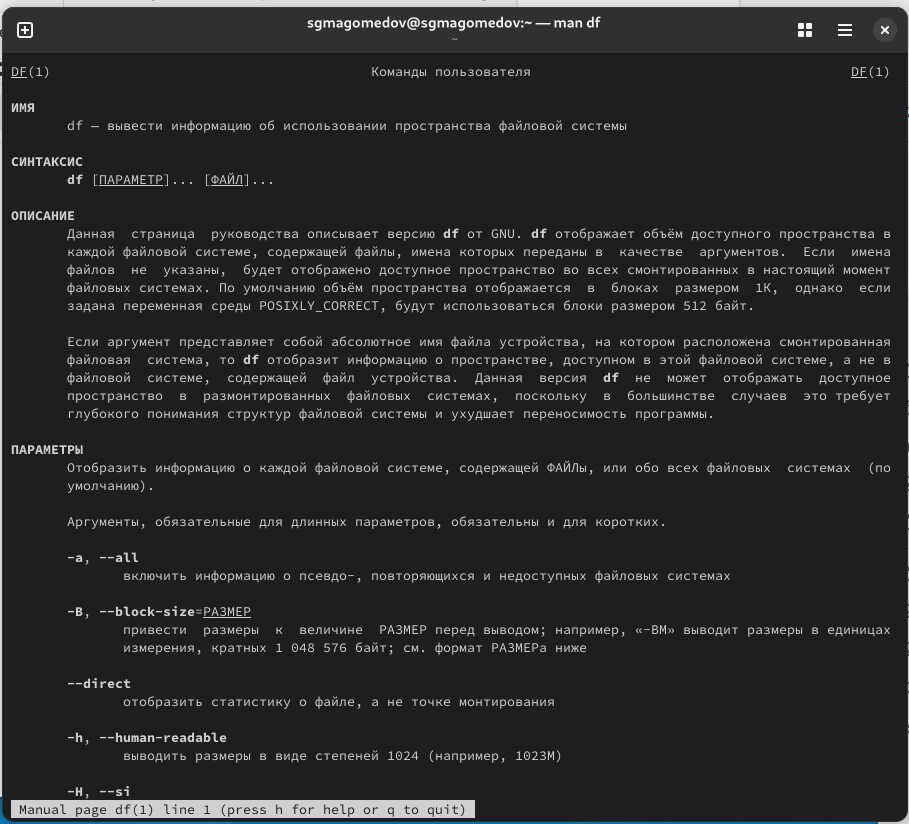 sgmagomedov@sgmagomedov:~ — man df
~
DF(1) Команды пользователя DF(1)
ИМЯ
df — вывести информацию об использовании пространства файловой системы
СИНТАКСИС
df [ПАРАМЕТР]... [ФАЙЛ]...
ОПИСАНИЕ
Данная страница руководства описывает версию df от GNU. df отображает объём доступного пространства в
каждой файловой системе, содержащей файлы, имена которых переданы в качестве аргументов. Если имена
файлов не указаны, будет отображено доступное пространство во всех смонтированных в настоящий момент
файловых системах. По умолчанию объём пространства отображается в блоках размером 1K, однако если
задана переменная среды POSIXLY_CORRECT, будут использоваться блоки размером 512 байт.
Если аргумент представляет собой абсолютное имя файла устройства, на котором расположена смонтированная
файловая система, то df отобразит информацию о пространстве, доступном в этой файловой системе, а не в
файловой системе, содержащей файл устройства. Данная версия df не может отображать доступное
пространство в размонтированных файловых системах, поскольку в большинстве случаев это требует
глубокого понимания структур файловой системы и ухудшает переносимость программы.
ПАРАМЕТРЫ
Отобразить информацию о каждой файловой системе, содержащей ФАЙЛы, или обо всех файловых системах (по
умолчанию).
Аргументы, обязательные для длинных параметров, обязательны и для коротких.
-a, --all
включить информацию о псевдо-, повторяющихся и недоступных файловых системах
-B, --block-size=РАЗМЕР
привести размеры к величине РАЗМЕР перед выводом; например, «-BM» выводит размеры в единицах
измерения, кратных 1 048 576 байт; см. формат РАЗМЕРа ниже
--direct
отобразить статистику о файле, а не точке монтирования
-h, --human-readable
выводить размеры в виде степеней 1024 (например, 1023M)
-H, --si
Manual page df(1) line 1 (press h for help or q to quit)